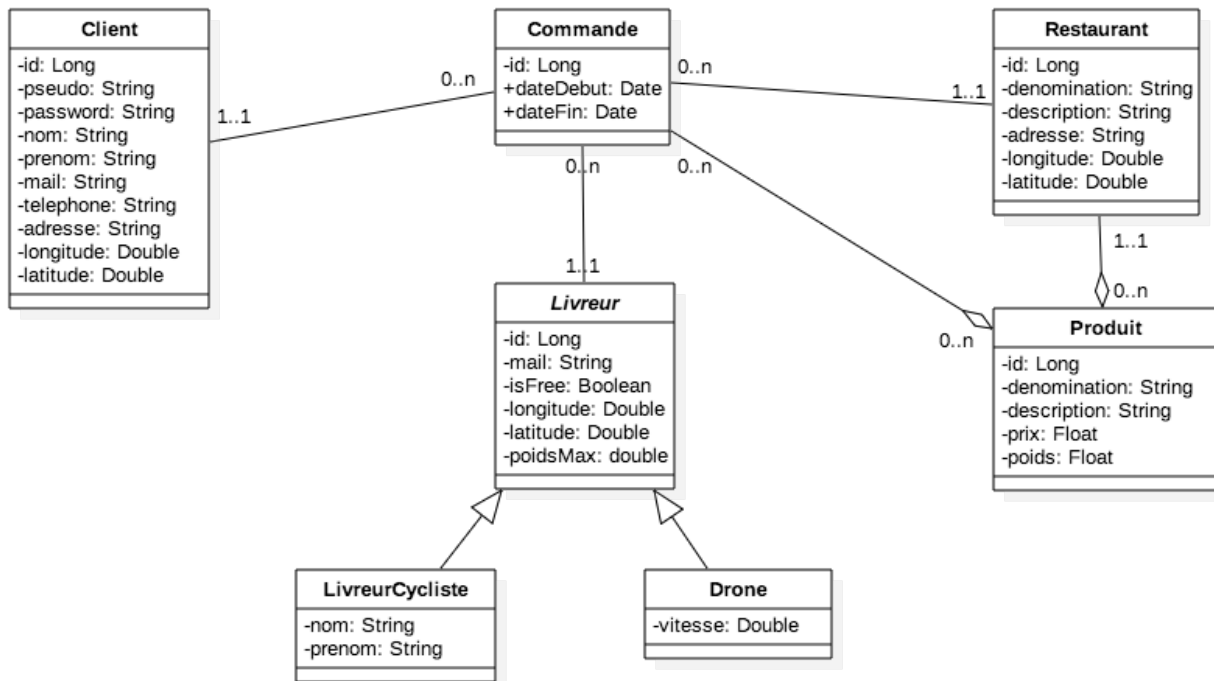 Client
-id: Long
-pseudo: String
-password: String
-nom: String
-prenom: String
-mail: String
-telephone: String
-adresse: String
-longitude: Double
-latitude: Double
1..1
0..n
Commande
-id: Long
+dateDebut: Date
+dateFin: Date
0..n
1..1
Restaurant
-id: Long
-denomination: String
-description: String
-adresse: String
-longitude: Double
-latitude: Double
0..n
0..n
1..1
1..1
0..n
0..n
Livreur
-id: Long
-mail: String
-isFree: Boolean
-longitude: Double
-latitude: Double
-poidsMax: double
Produit
-id: Long
-denomination: String
-description: String
-prix: Float
-poids: Float
LivreurCycliste
-nom: String
-prenom: String
Drone
-vitesse: Double